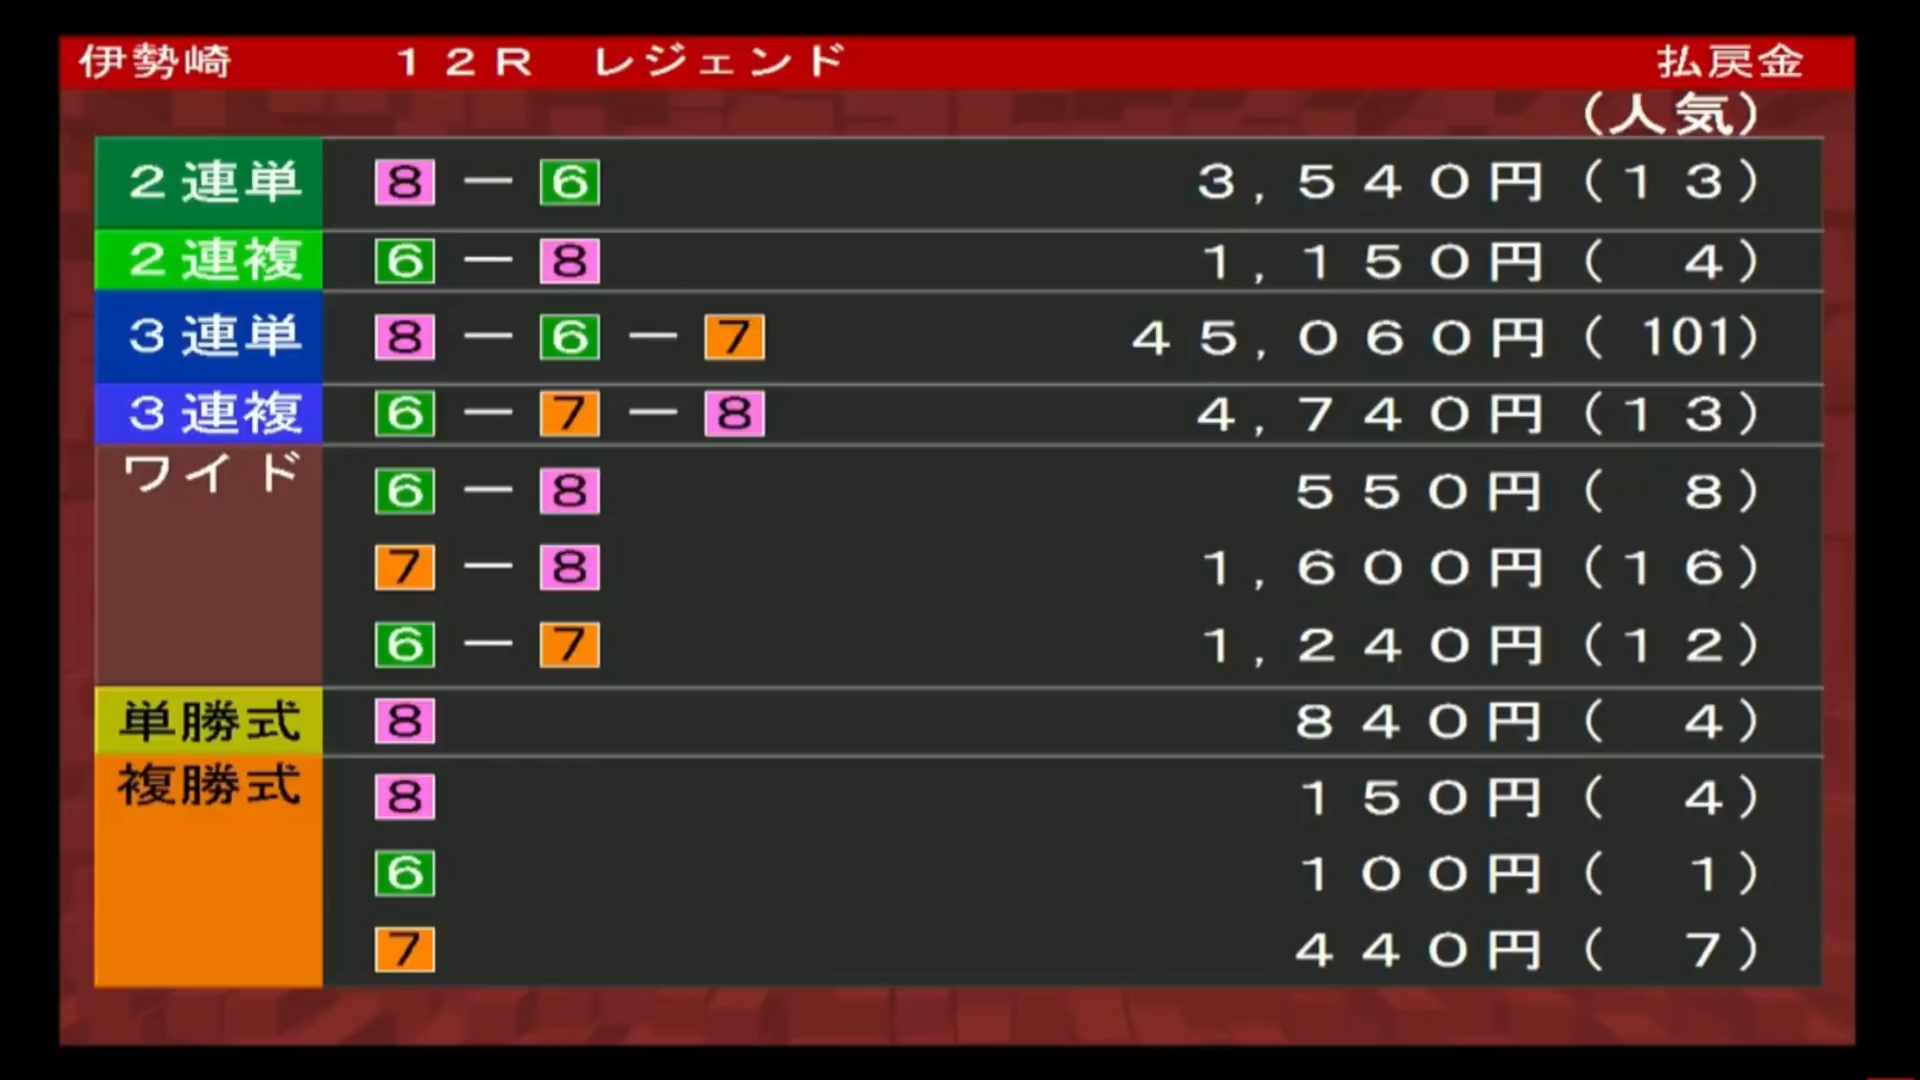 伊勢崎 12R レジェンド 払戻金
(人気)
2連単 8-6 3,540円(13)
2連複 6-8 1,150円( 4)
3連単 8-6-7 45,060円( 101)
3連複 6-7-8 4,740円(13)
ワイド 6-8 550円( 8)
7-8 1,600円(16)
6-7 1,240円(12)
単勝式 8 840円( 4)
複勝式 8 150円( 4)
6 100円( 1)
7 440円( 7)